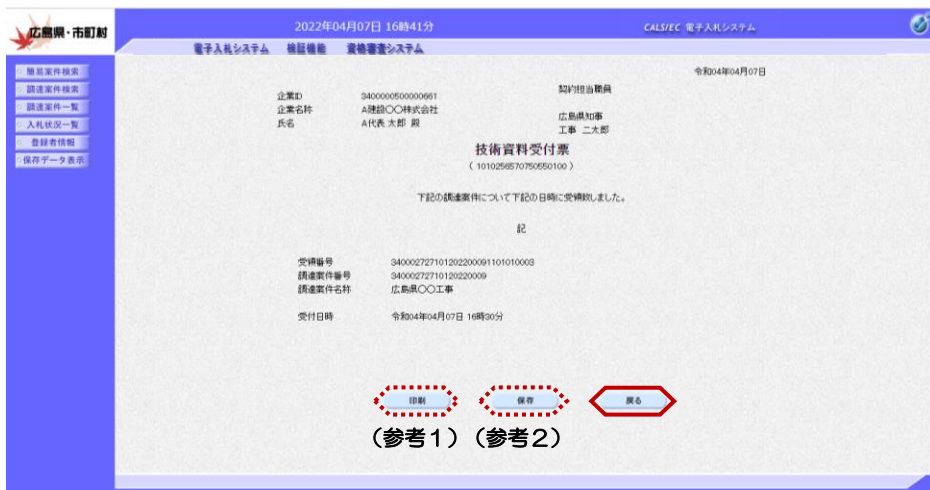 広島県・市町村
2022年04月07日 16時41分
CALS/EC 電子入札システム
電子入札システム 検証機能 資格審査システム
簡易案件検索
調達案件検索
調達案件一覧
入札状況一覧
登録者情報
保存データ表示
令和04年04月07日
企業ID 3400000500000661
企業名称 A建設〇〇株式会社
氏名 A代表 太郎 殿
契約担当職員
広島県知事
工事 二太郎
技術資料受付票
( 1010256570750550100 )
下記の調達案件について下記の日時に受領致しました。
記
受領番号 340002727101202200091101010003
調達案件番号 34000272710120220009
調達案件名称 広島県〇〇工事
受付日時 令和04年04月07日 16時30分
印刷 保存 戻る
(参考1) (参考2)